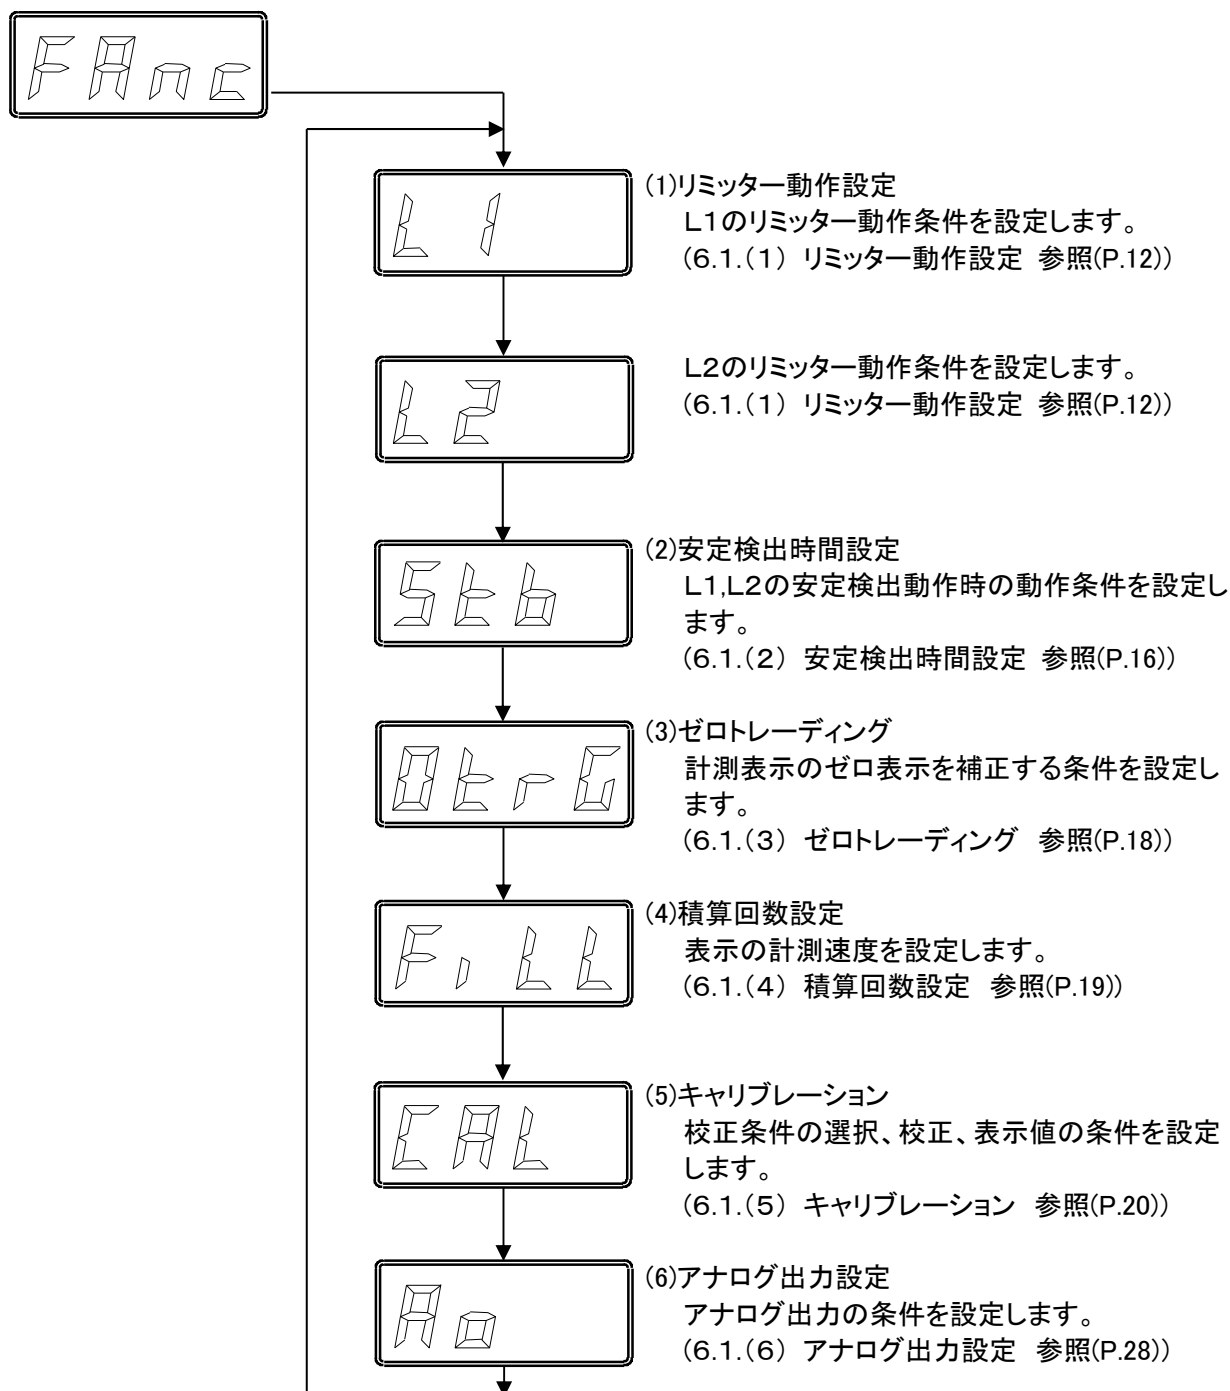 FAnc
L1
(1)リミッター動作設定
L1のリミッター動作条件を設定します。
(6.1.(1) リミッター動作設定 参照(P.12))
L2
L2のリミッター動作条件を設定します。
(6.1.(1) リミッター動作設定 参照(P.12))
Stb
(2)安定検出時間設定
L1,L2の安定検出動作時の動作条件を設定し
ます。
(6.1.(2) 安定検出時間設定 参照(P.16))
0trG
(3)ゼロトレーディング
計測表示のゼロ表示を補正する条件を設定し
ます。
(6.1.(3) ゼロトレーディング 参照(P.18))
FiLL
(4)積算回数設定
表示の計測速度を設定します。
(6.1.(4) 積算回数設定 参照(P.19))
CAL
(5)キャリブレーション
校正条件の選択、校正、表示値の条件を設定
します。
(6.1.(5) キャリブレーション 参照(P.20))
Ao
(6)アナログ出力設定
アナログ出力の条件を設定します。
(6.1.(6) アナログ出力設定 参照(P.28))